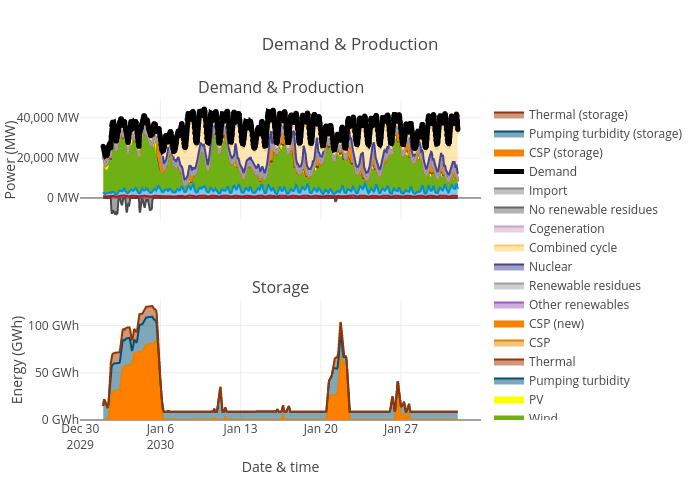 Demand & Production
Demand & Production
Power (MW)
40,000 MW
20,000 MW
0 MW
Storage
Energy (GWh)
100 GWh
50 GWh
0 GWh
Dec 30
2029
Jan 6
2030
Jan 13
Jan 20
Jan 27
Date & time
Thermal (storage)
Pumping turbidity (storage)
CSP (storage)
Demand
Import
No renewable residues
Cogeneration
Combined cycle
Nuclear
Renewable residues
Other renewables
CSP (new)
CSP
Thermal
Pumping turbidity
PV
Wind